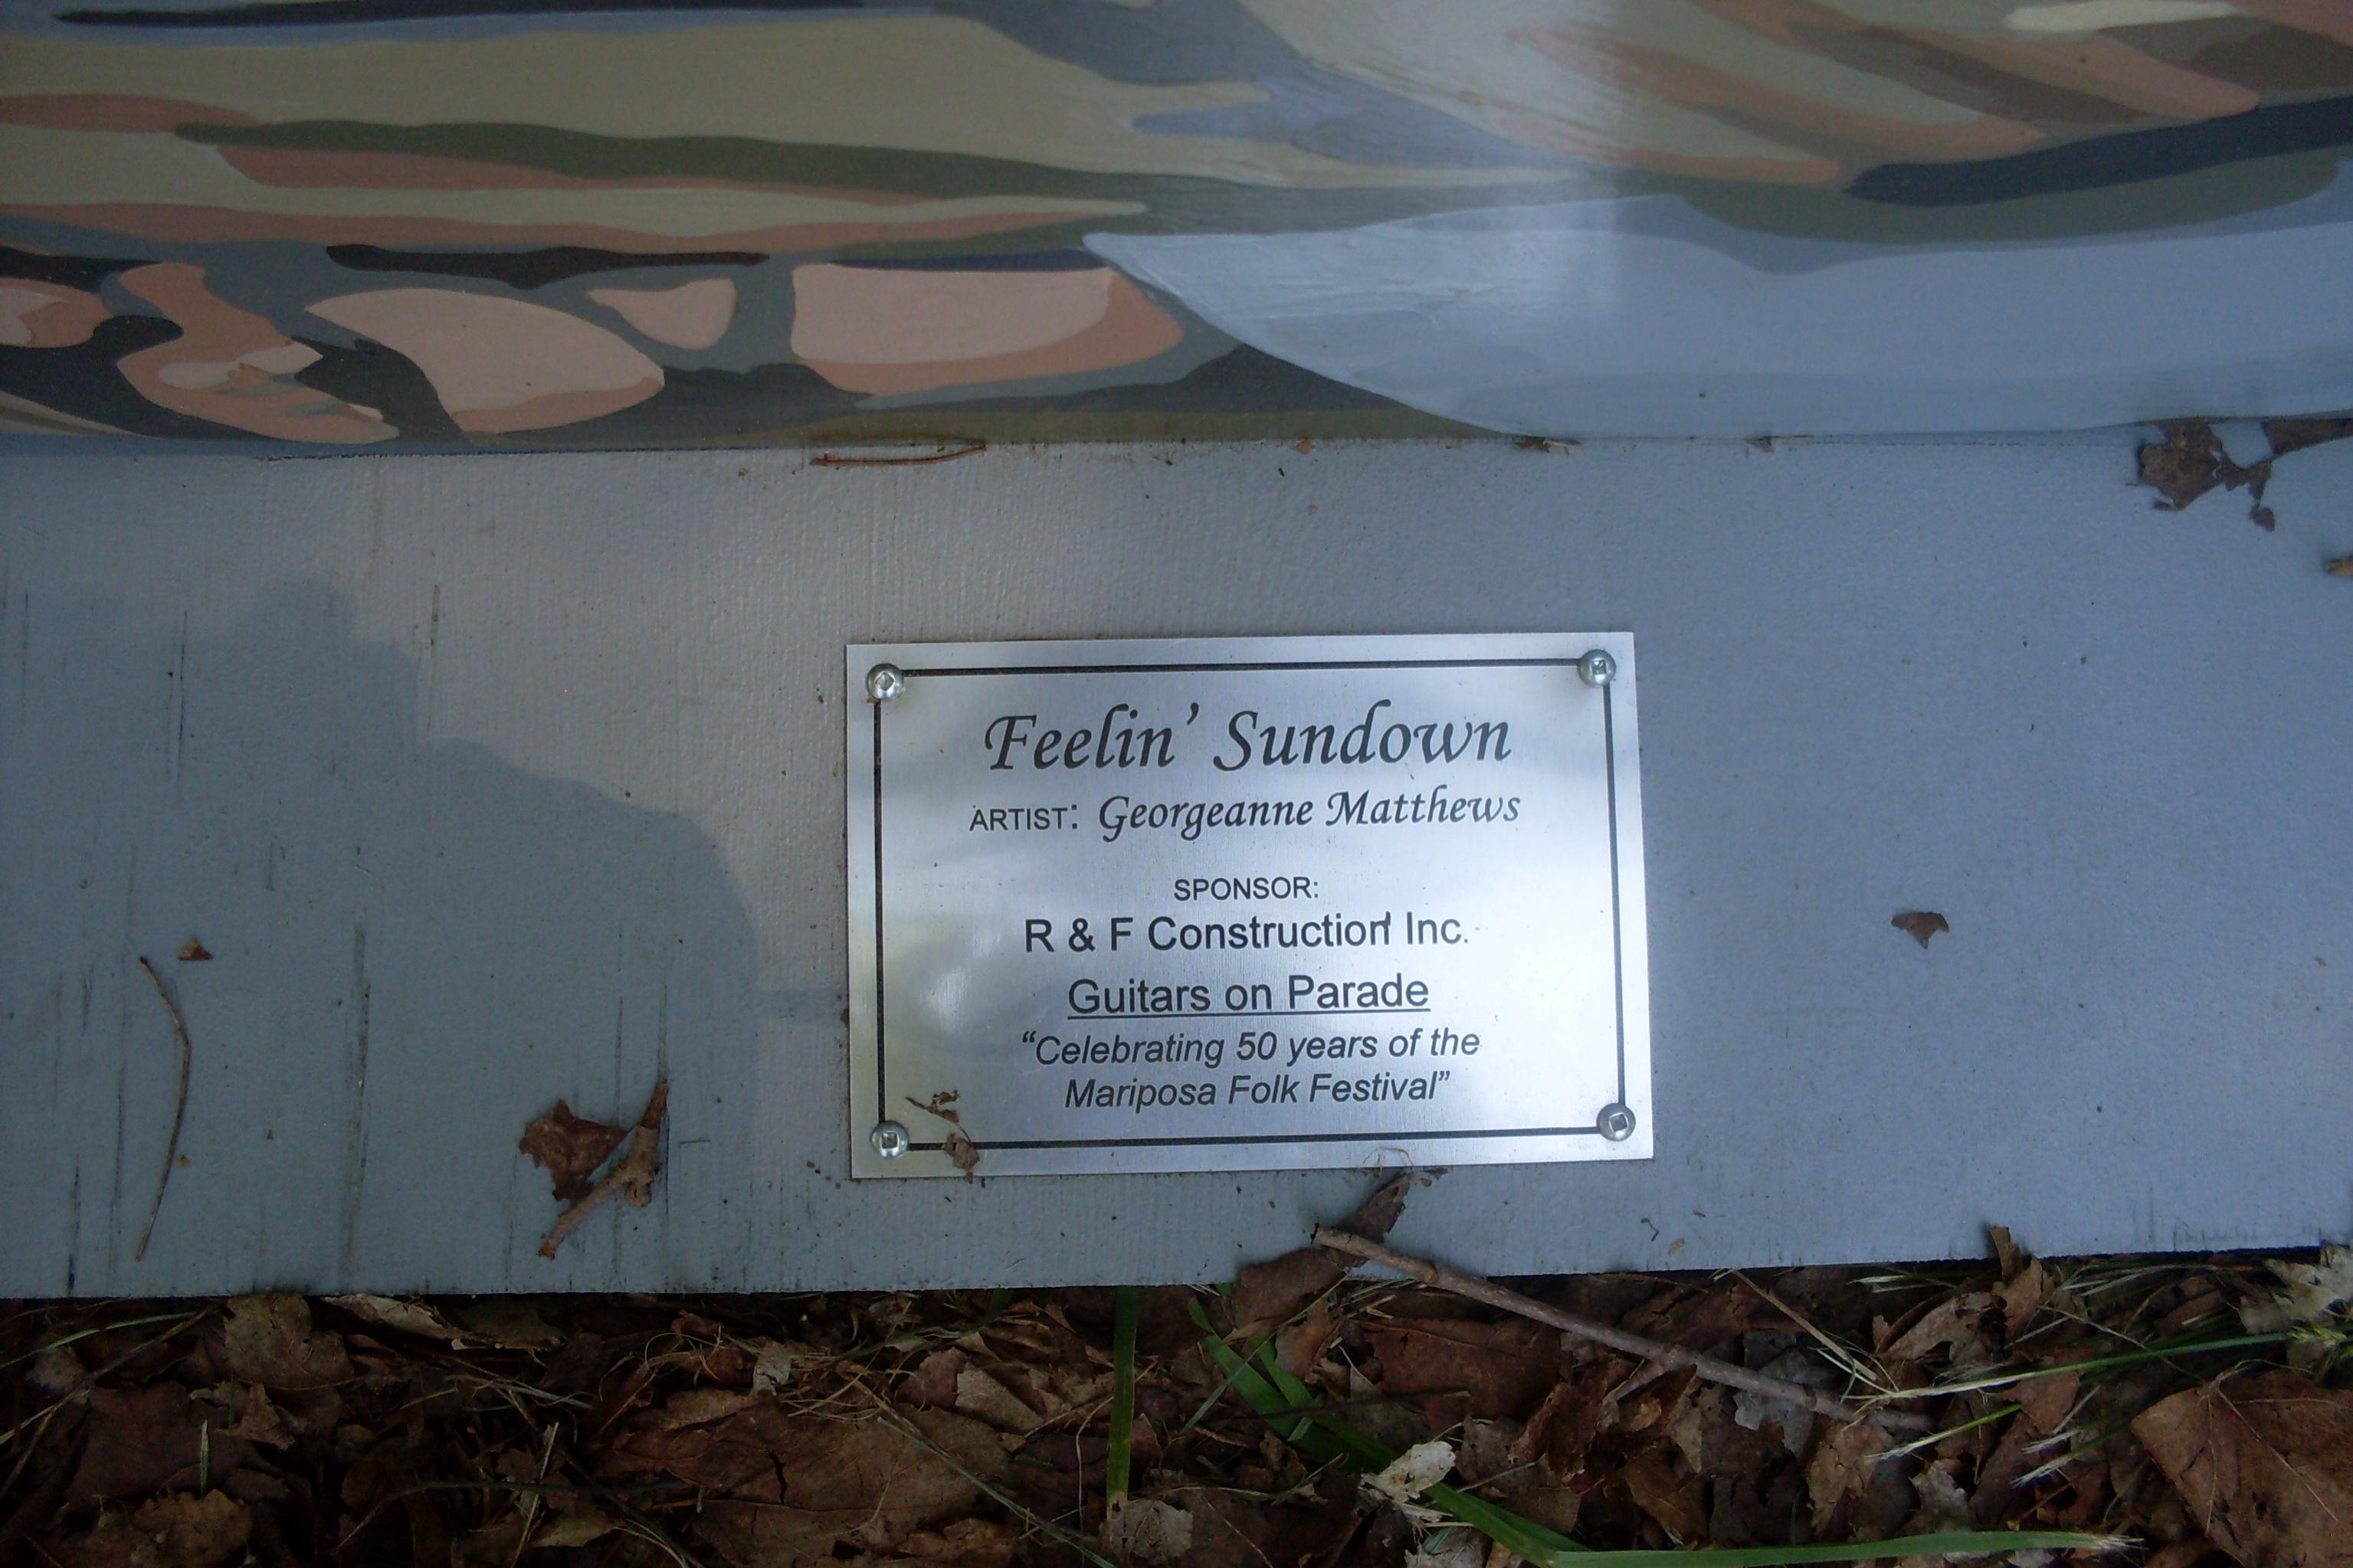 Feelin' Sundown
ARTIST: Georgeanne Matthews
SPONSOR:
R & F Construction Inc.
Guitars on Parade
"Celebrating 50 years of the
Mariposa Folk Festival"